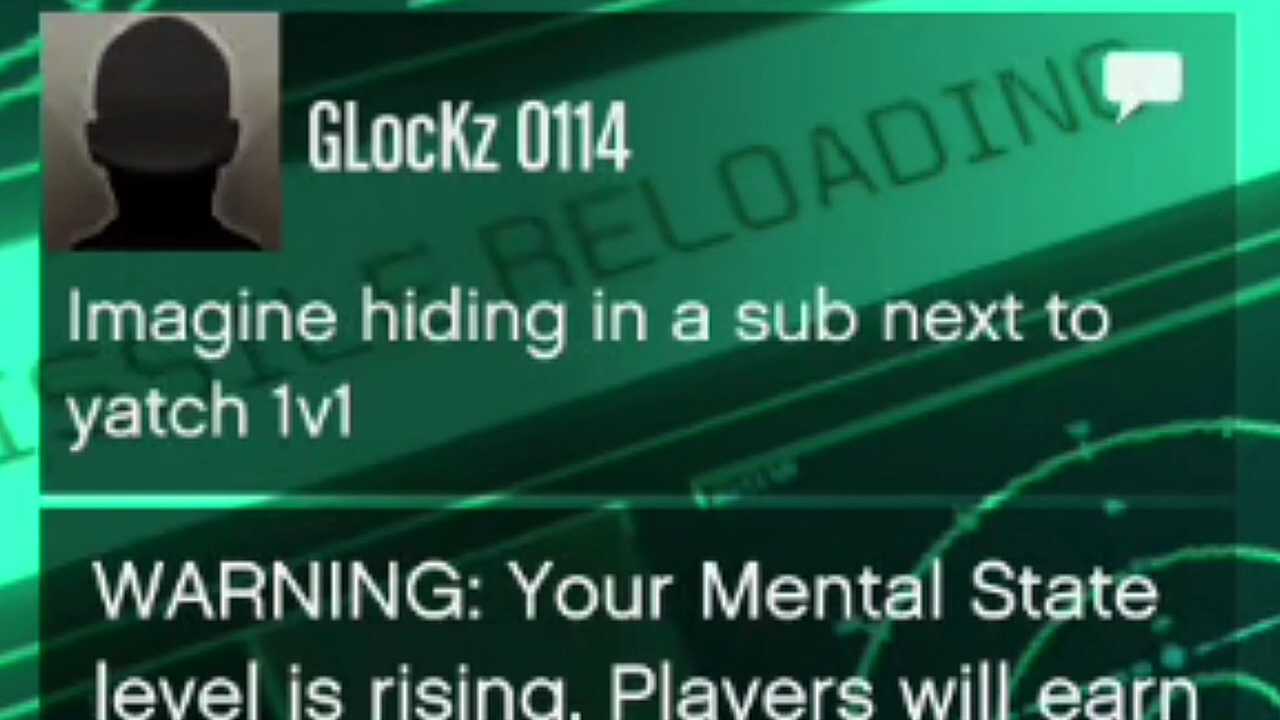 GLocKz 0114
Imagine hiding in a sub next to
yatch 1v1
WARNING: Your Mental State
level is rising. Players will earn
RELOADING